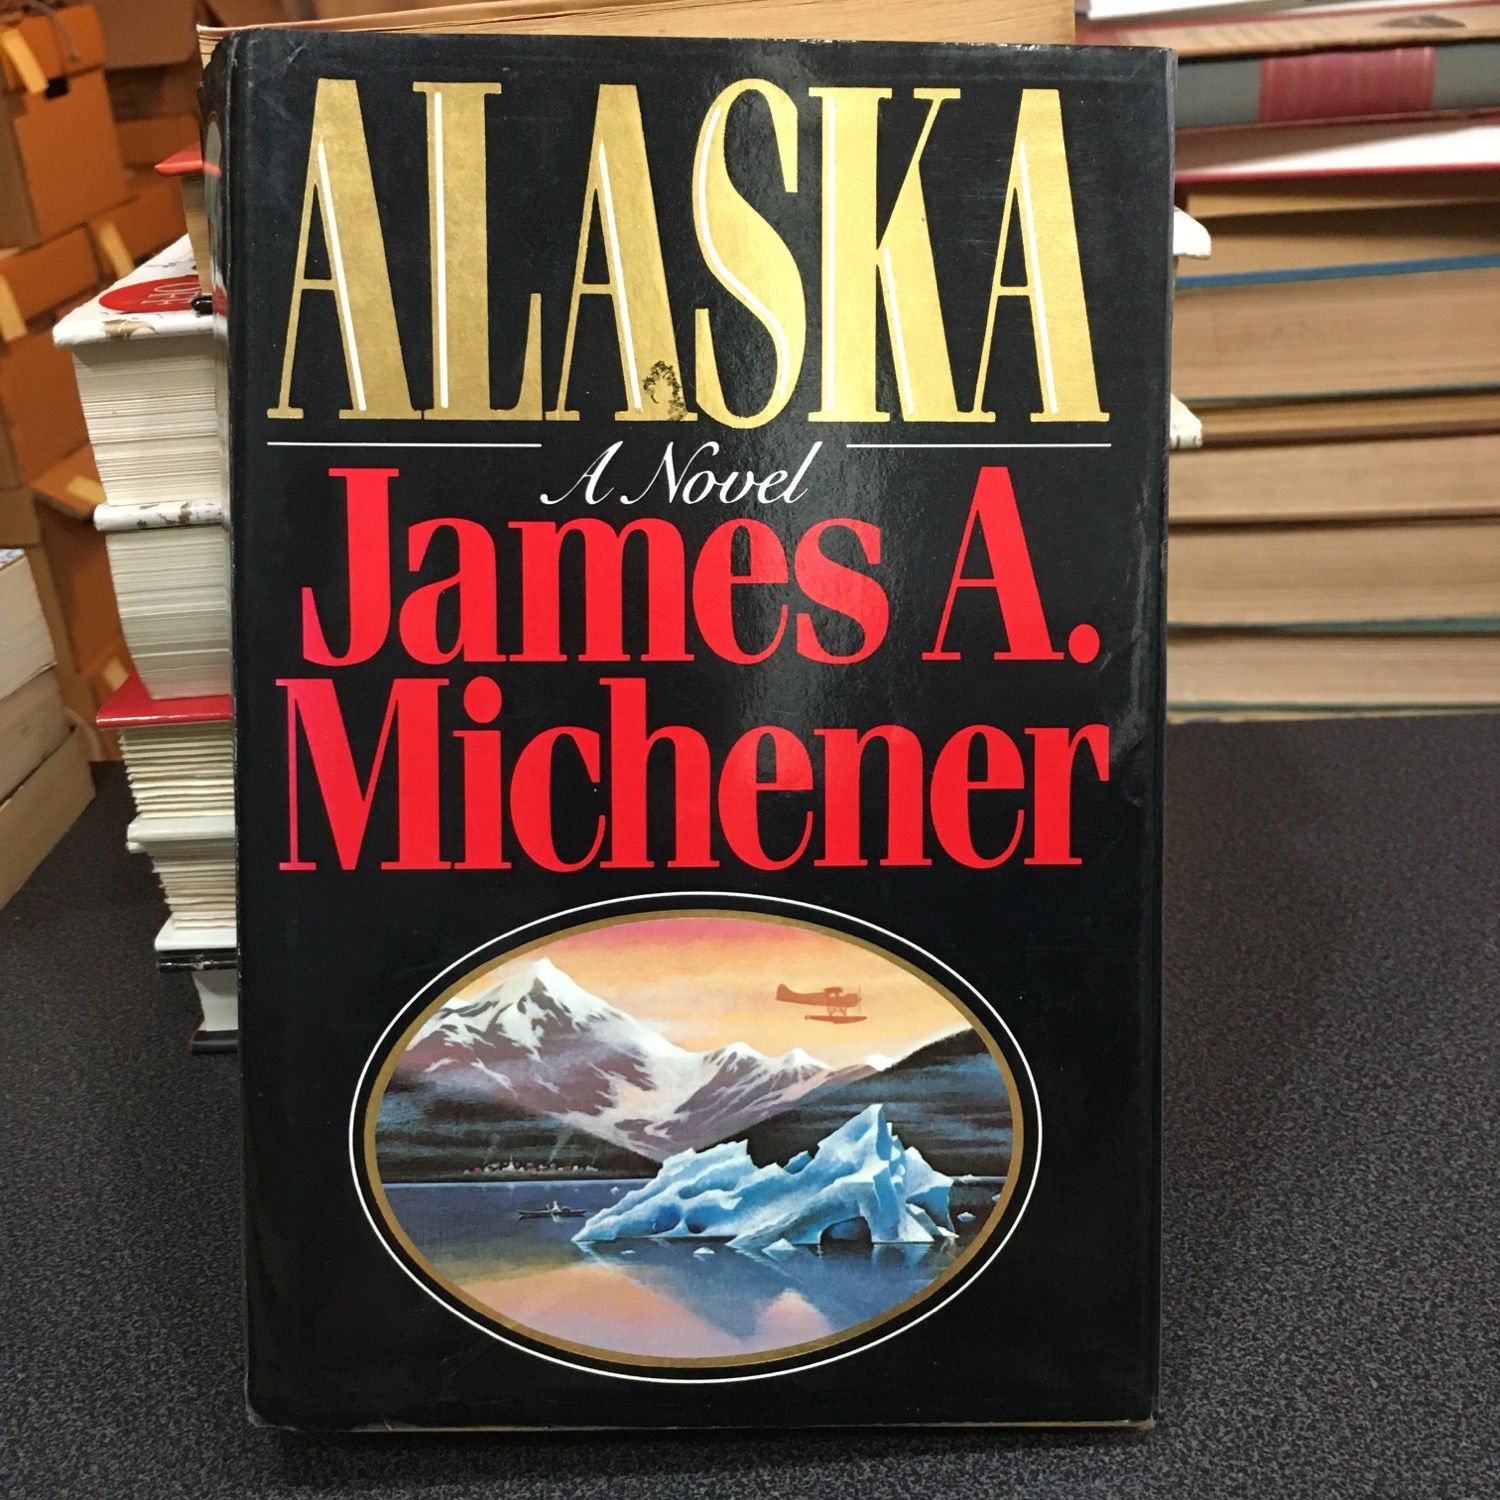 ALASKA
A Novel
James A.
Michener